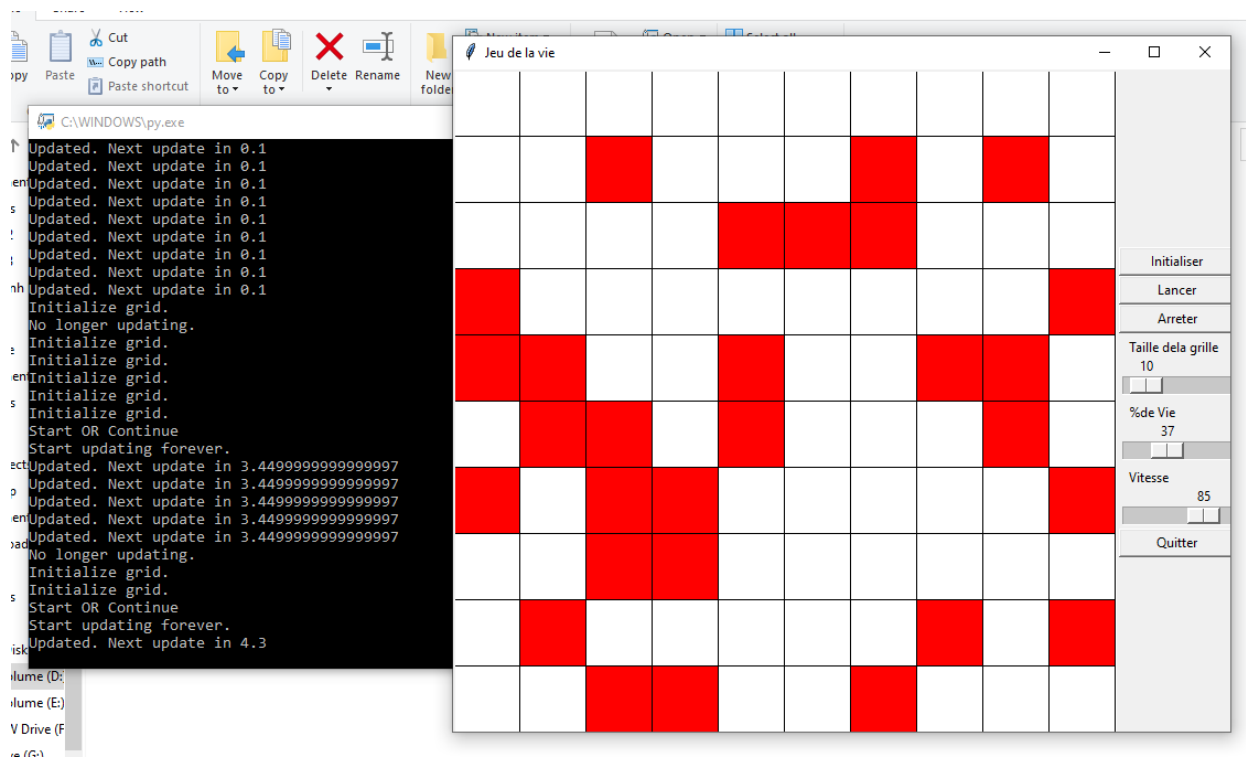 Cut
Copy path
Paste shortcut
Paste
Move to
Copy to
Delete
Rename
New
Jeu de la vie
C:\WINDOWS\py.exe
Updated. Next update in 0.1
Updated. Next update in 0.1
Updated. Next update in 0.1
Updated. Next update in 0.1
Updated. Next update in 0.1
Updated. Next update in 0.1
Updated. Next update in 0.1
Updated. Next update in 0.1
Updated. Next update in 0.1
Initialize grid.
No longer updating.
Initialize grid.
Initialize grid.
Initialize grid.
Initialize grid.
Initialize grid.
Start OR Continue
Start updating forever.
Updated. Next update in 3.4499999999999997
Updated. Next update in 3.4499999999999997
Updated. Next update in 3.4499999999999997
Updated. Next update in 3.4499999999999997
Updated. Next update in 3.4499999999999997
No longer updating.
Initialize grid.
Initialize grid.
Start OR Continue
Start updating forever.
Updated. Next update in 4.3
Initialiser
Lancer
Arreter
Taille dela grille
10
%de Vie
37
Vitesse
85
Quitter
(D:
(E:)
Drive (F
(G:)